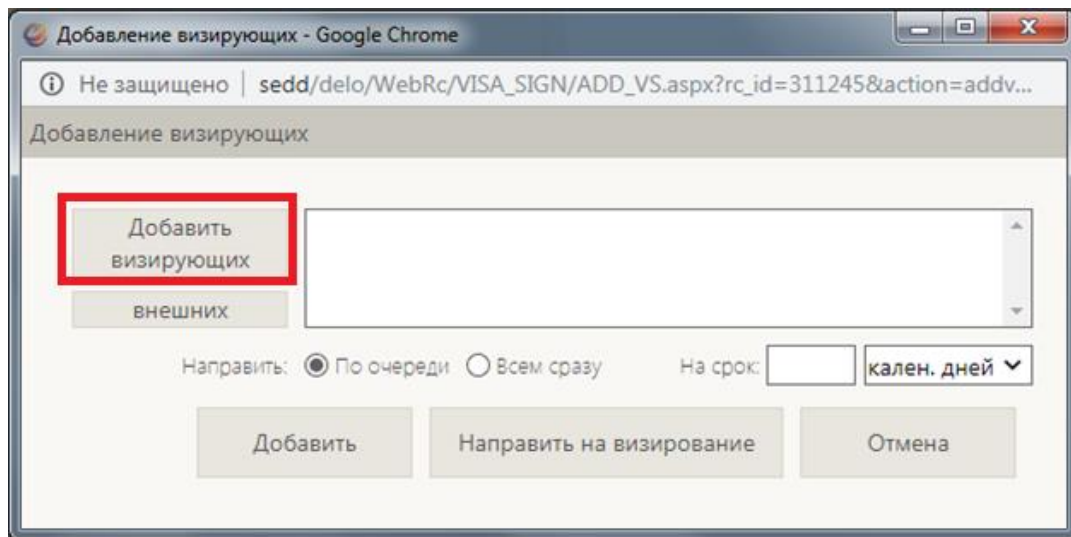 Добавление визирующих - Google Chrome
Не защищено | sedd/delo/WebRc/VISA_SIGN/ADD_VS.aspx?rc_id=311245&action=addv...
Добавление визирующих
Добавить
визирующих
внешних
Направить: По очереди Всем сразу На срок: кален. дней
Добавить Направить на визирование Отмена